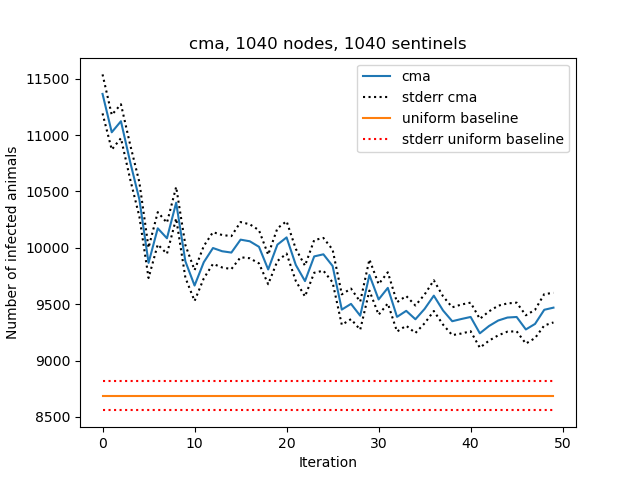 cma, 1040 nodes, 1040 sentinels
cma
stderr cma
uniform baseline
stderr uniform baseline
Number of infected animals
11500
11000
10500
10000
9500
9000
8500
0 10 20 30 40 50
Iteration